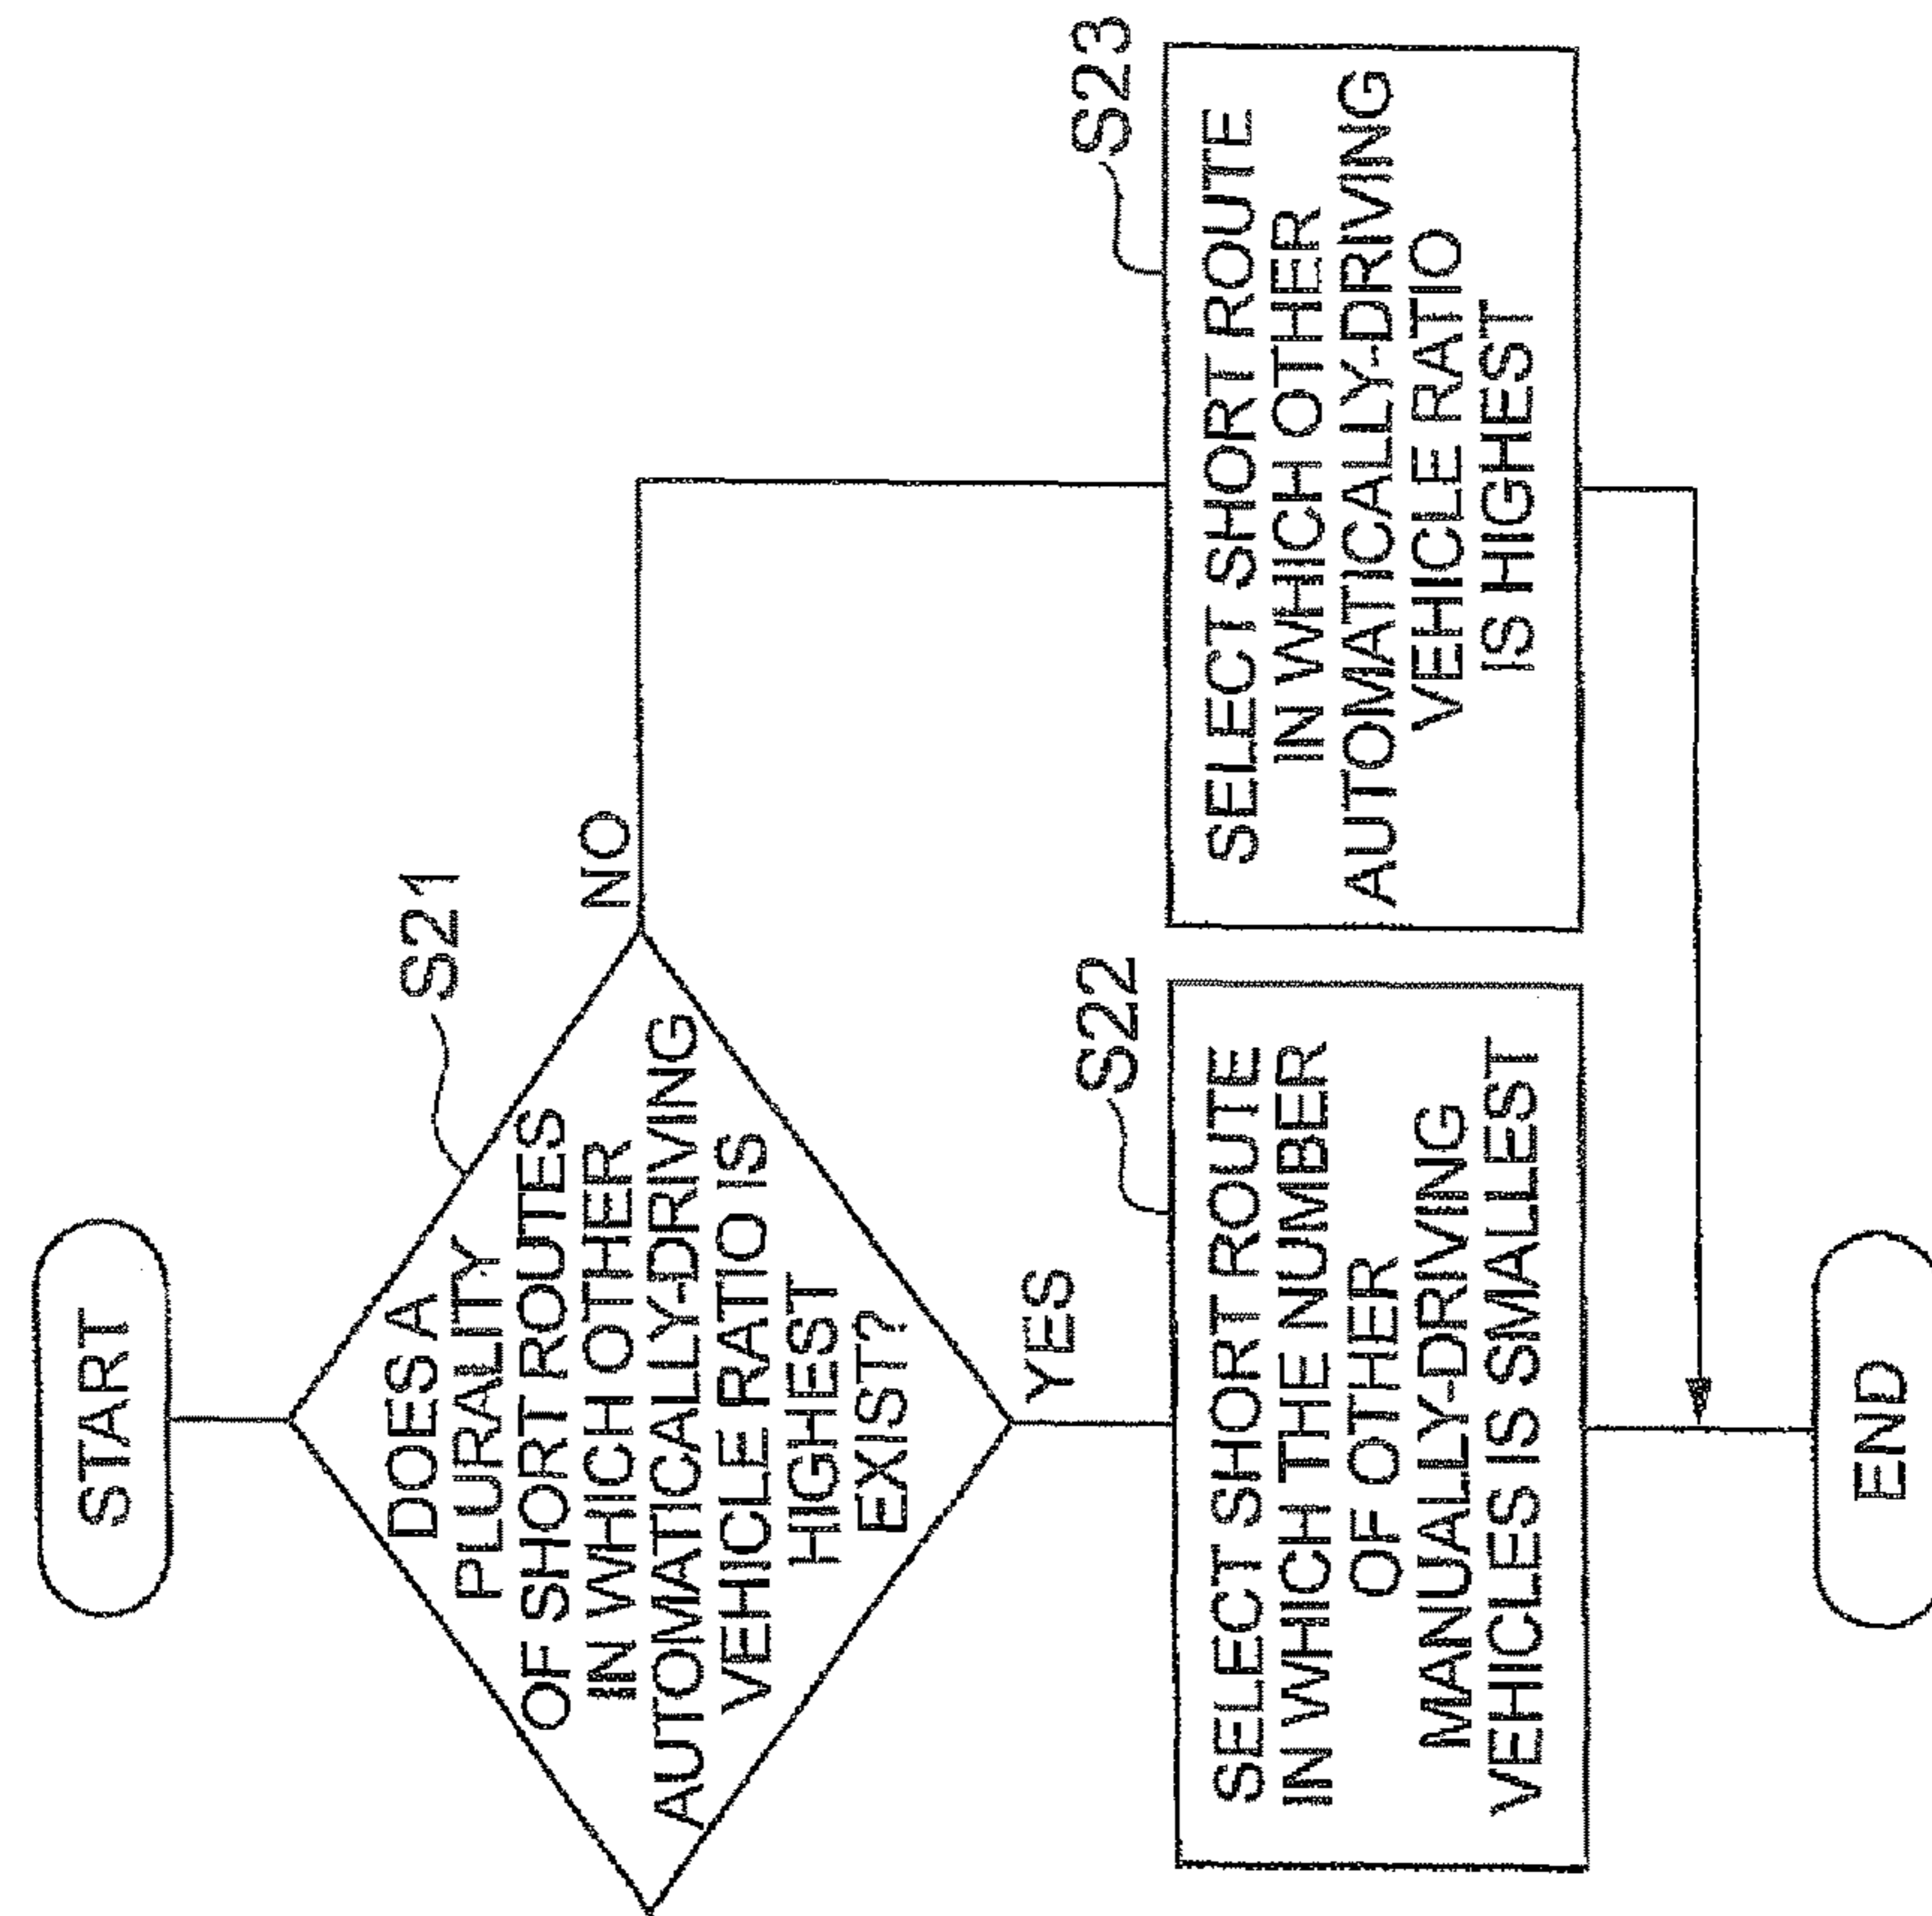 START
S21
DOES A
PLURALITY
OF SHORT ROUTES
IN WHICH OTHER
AUTOMATICALLY-DRIVING
VEHICLE RATIO IS
HIGHEST
EXIST?
NO
YES
S22
SELECT SHORT ROUTE
IN WHICH THE NUMBER
OF OTHER
MANUALLY-DRIVING
VEHICLES IS SMALLEST
S23
SELECT SHORT ROUTE
IN WHICH OTHER
AUTOMATICALLY-DRIVING
VEHICLE RATIO
IS HIGHEST
END